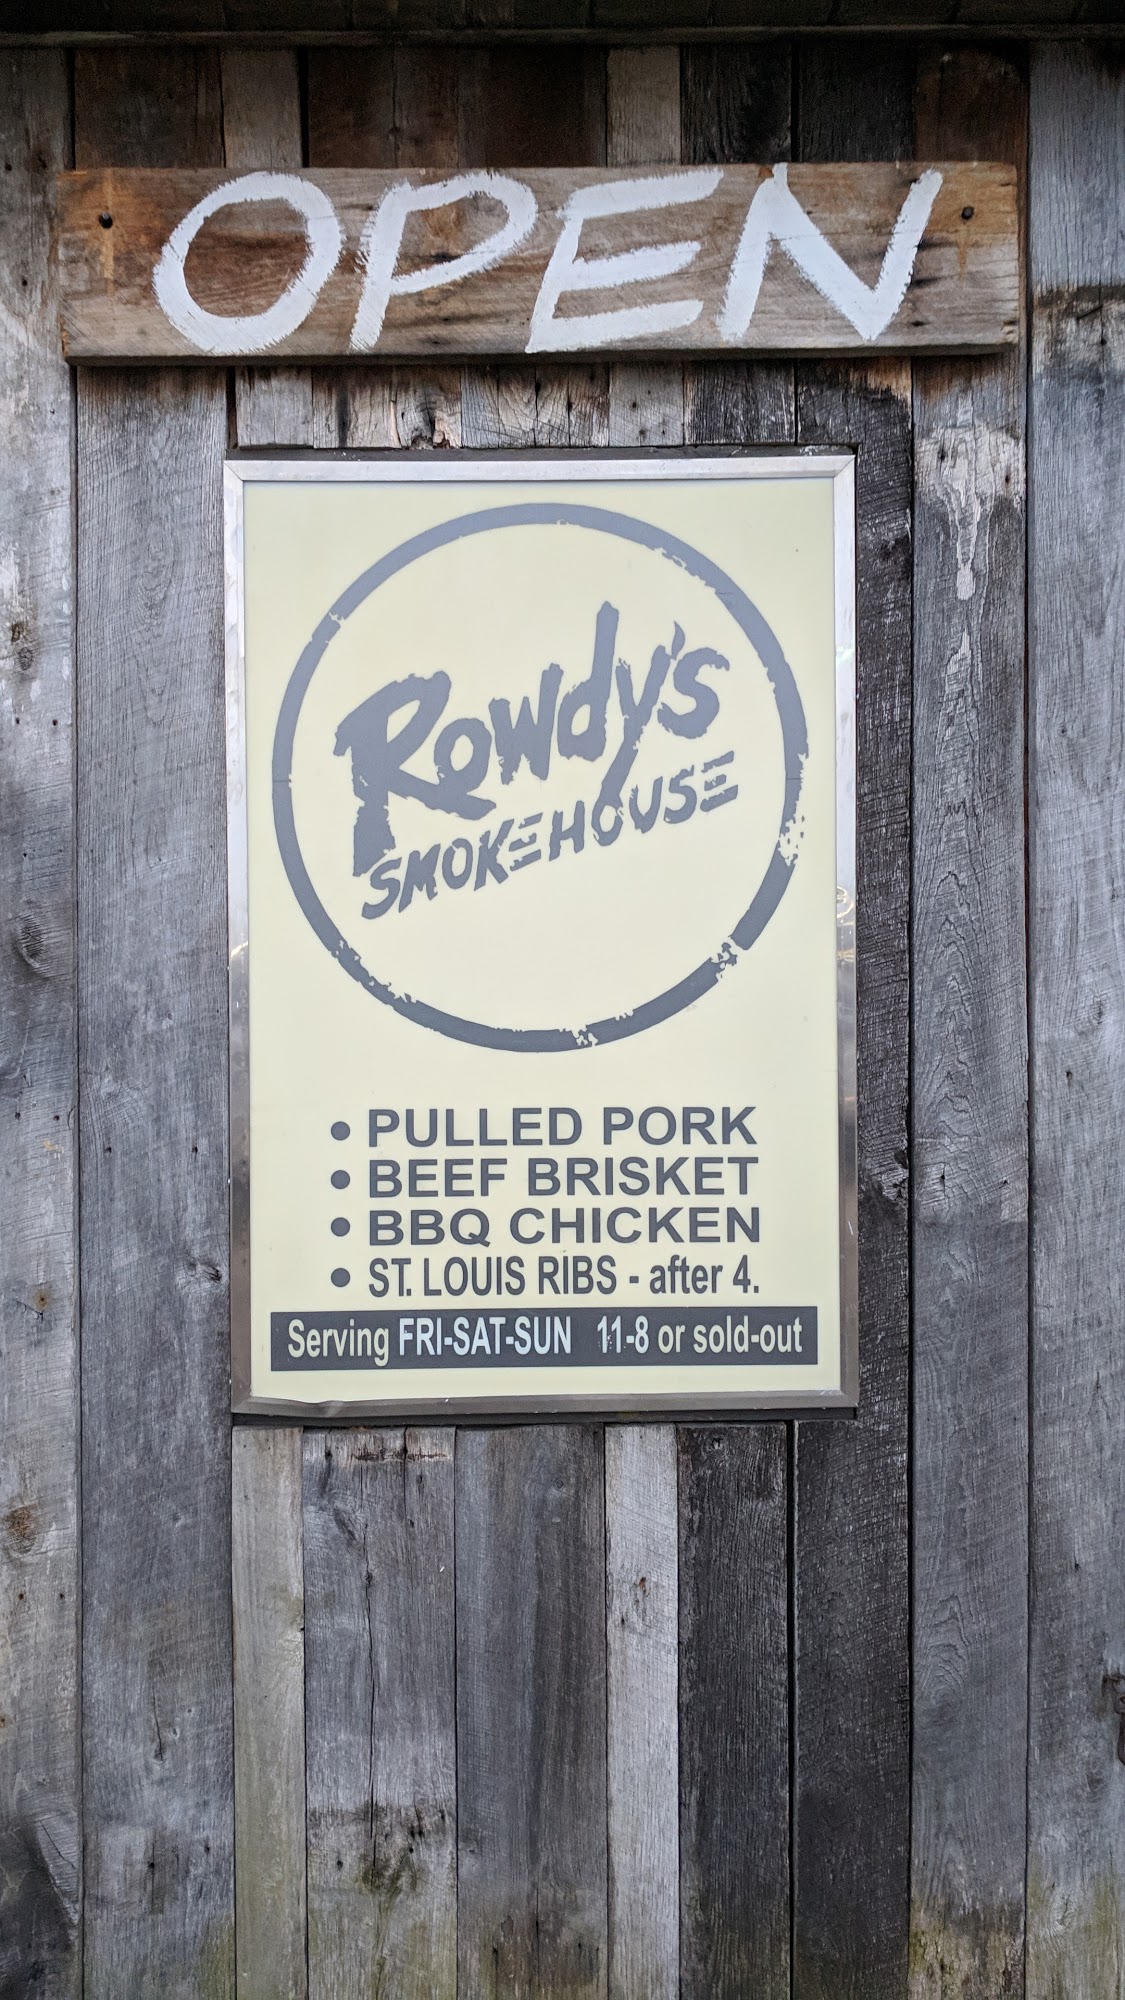 OPEN
Rowdy's
SMOKEHOUSE
• PULLED PORK
• BEEF BRISKET
• BBQ CHICKEN
• ST. LOUIS RIBS - after 4.
Serving FRI-SAT-SUN 11-8 or sold-out